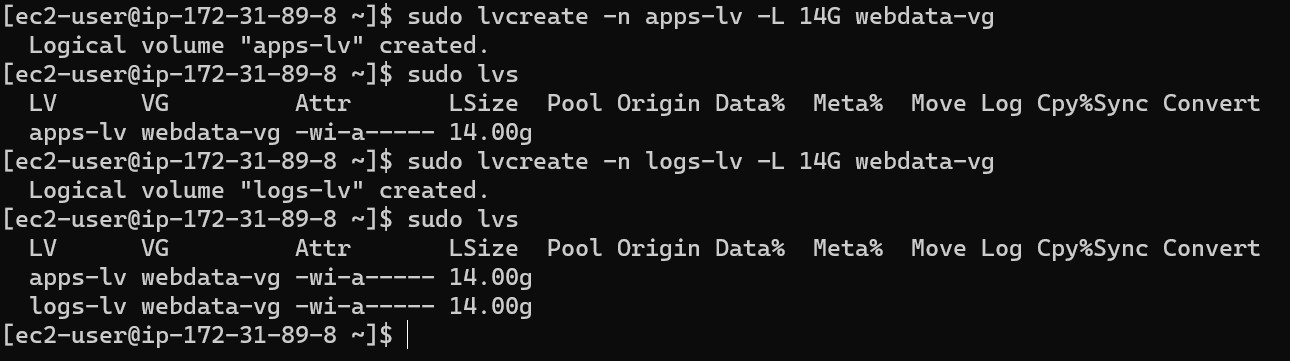 [ec2-user@ip-172-31-89-8 ~]$ sudo lvcreate -n apps-lv -L 14G webdata-vg
  Logical volume "apps-lv" created.
[ec2-user@ip-172-31-89-8 ~]$ sudo lvs
  LV      VG         Attr       LSize  Pool Origin Data%  Meta%  Move Log Cpy%Sync Convert
  apps-lv webdata-vg -wi-a----- 14.00g
[ec2-user@ip-172-31-89-8 ~]$ sudo lvcreate -n logs-lv -L 14G webdata-vg
  Logical volume "logs-lv" created.
[ec2-user@ip-172-31-89-8 ~]$ sudo lvs
  LV      VG         Attr       LSize  Pool Origin Data%  Meta%  Move Log Cpy%Sync Convert
  apps-lv webdata-vg -wi-a----- 14.00g
  logs-lv webdata-vg -wi-a----- 14.00g
[ec2-user@ip-172-31-89-8 ~]$